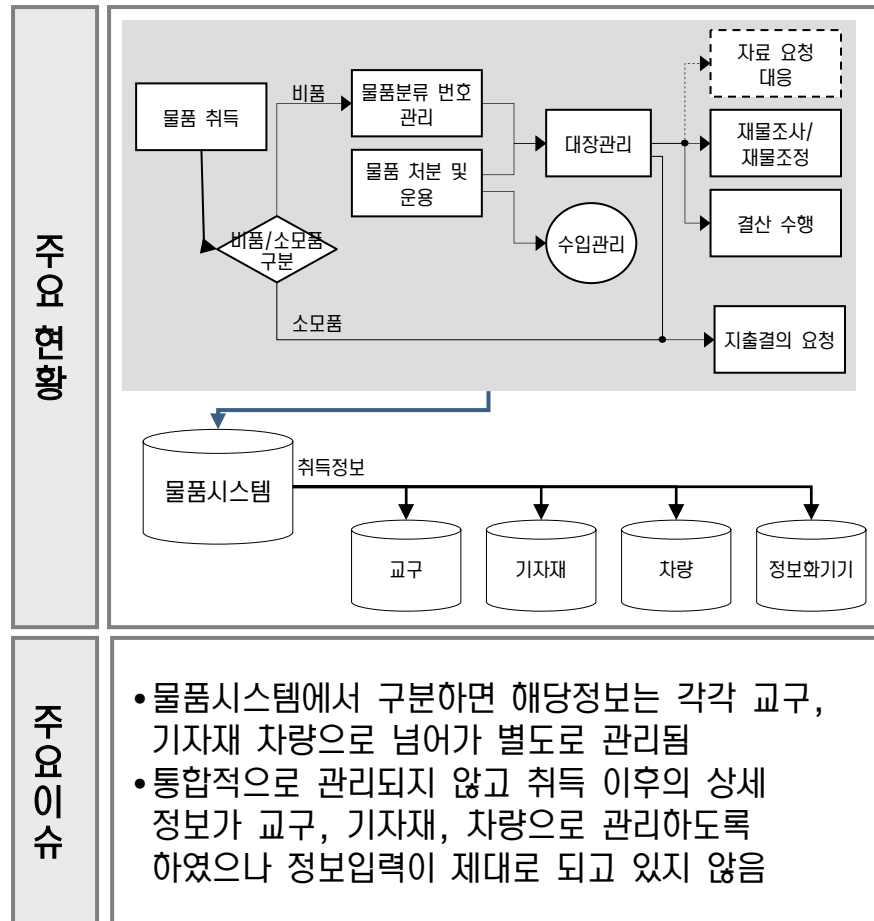 주요 현황
물품 취득
비품
물품분류 번호
관리
물품 처분 및
운용
대장관리
자료 요청
대응
재물조사/
재물조정
결산 수행
비품/소모품
구분
수입관리
소모품
지출결의 요청
물품시스템
취득정보
교구
기자재
차량
정보화기기
주요이슈
•물품시스템에서 구분하면 해당정보는 각각 교구,
기자재 차량으로 넘어가 별도로 관리됨
•통합적으로 관리되지 않고 취득 이후의 상세
정보가 교구, 기자재, 차량으로 관리하도록
하였으나 정보입력이 제대로 되고 있지 않음